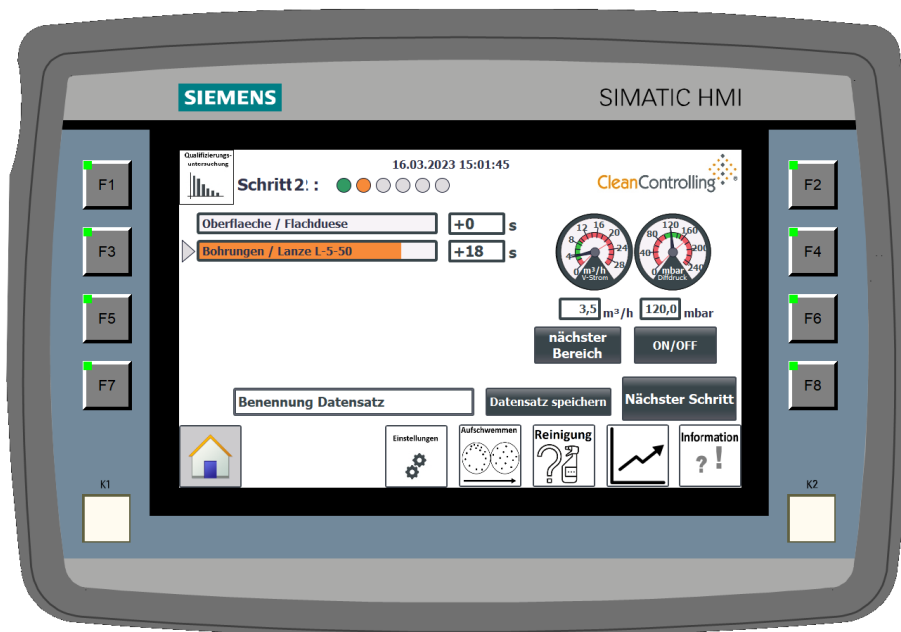 SIEMENS
SIMATIC HMI
F1
F2
F3
F4
F5
F6
F7
F8
K1
K2
Qualifizierungs-
untersuchung
16.03.2023 15:01:45
Schritt 2 :
CleanControlling
Oberflaeche / Flachduese
+0 s
Bohrungen / Lanze L-5-50
+18 s
0 4 8 12 16 20 24 28
m³/h
V-Strom
0 40 80 120 160 200 240
mbar
Diffdruck
3,5 m³/h
120,0 mbar
nächster
Bereich
ON/OFF
Benennung Datensatz
Datensatz speichern
Nächster Schritt
Einstellungen
Aufschwemmen
Reinigung
?
Information
? !